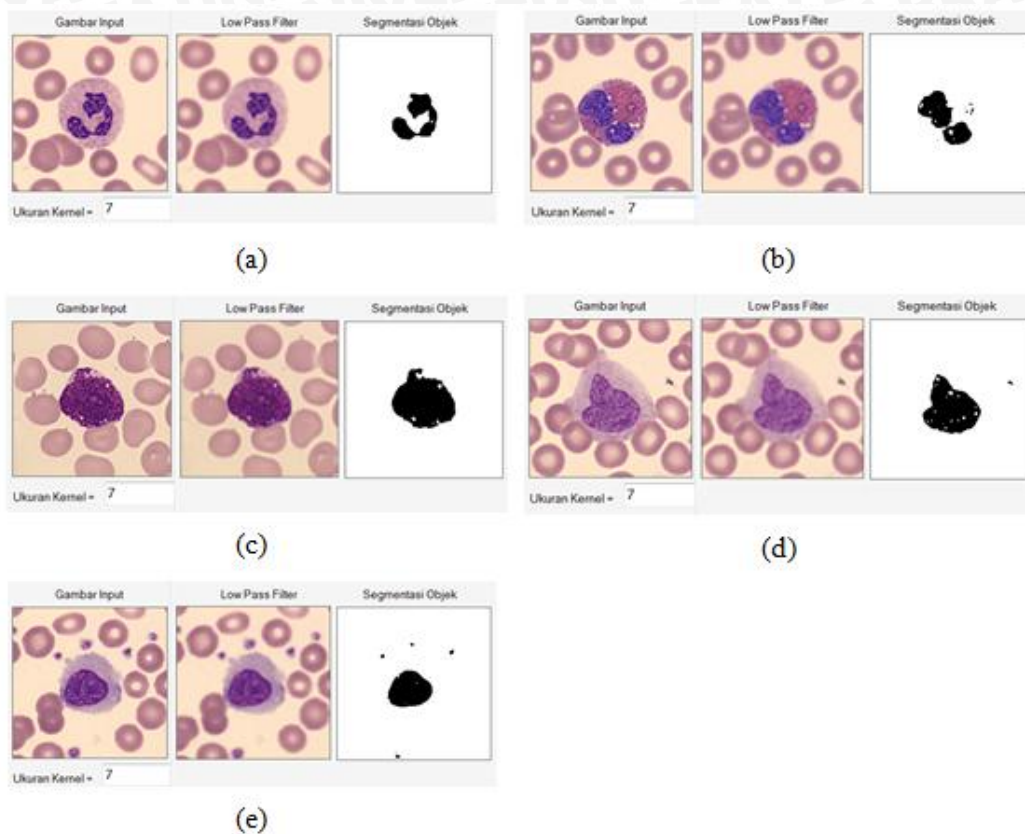 Gambar Input Low Pass Filter Segmentasi Objek
Ukuran Kernel = 7
(a)
Gambar Input Low Pass Filter Segmentasi Objek
Ukuran Kernel = 7
(b)
Gambar Input Low Pass Filter Segmentasi Objek
Ukuran Kernel = 7
(c)
Gambar Input Low Pass Filter Segmentasi Objek
Ukuran Kernel = 7
(d)
Gambar Input Low Pass Filter Segmentasi Objek
Ukuran Kernel = 7
(e)